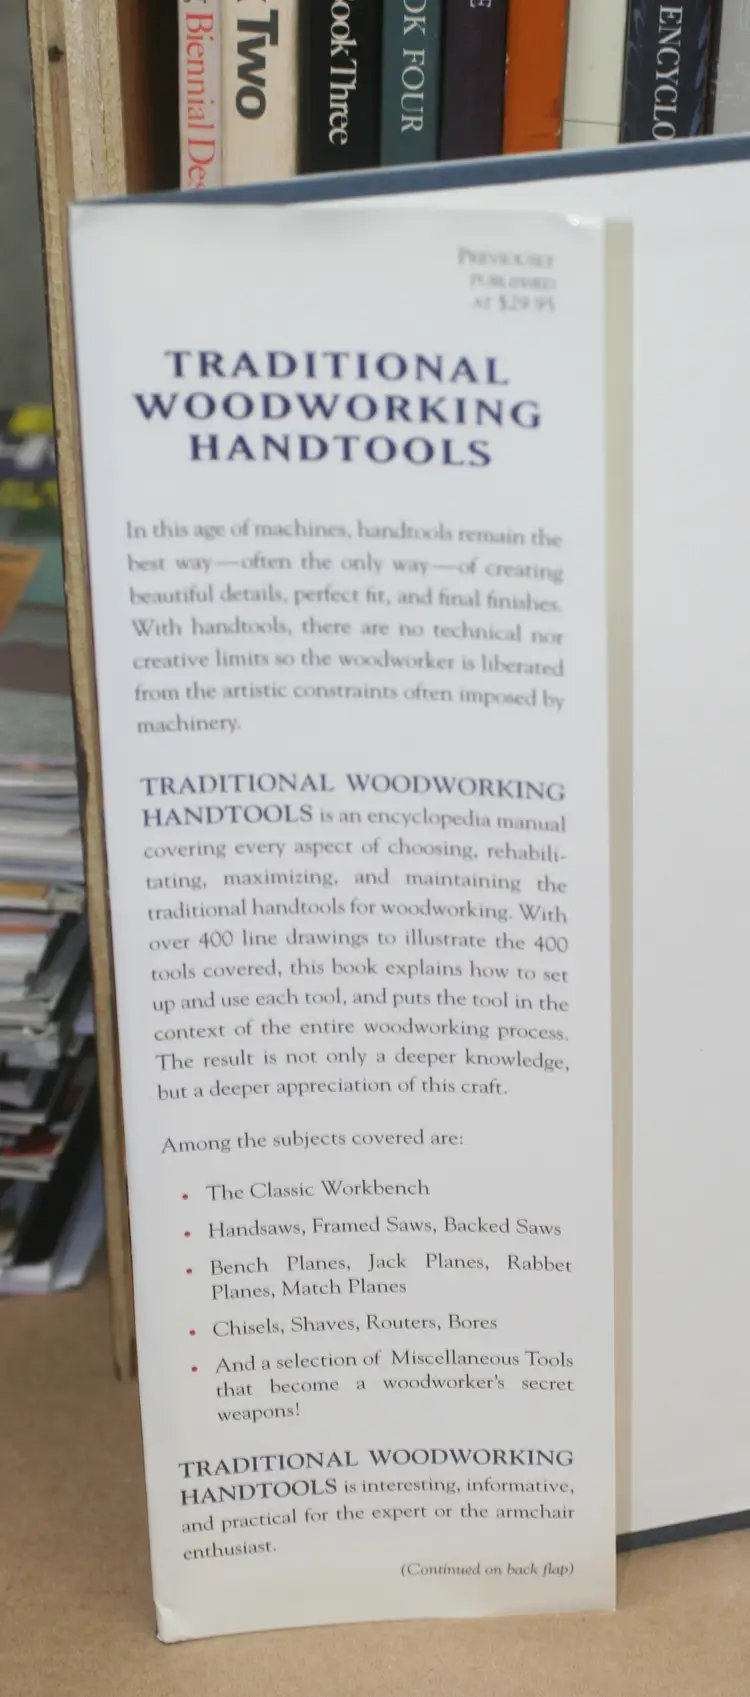 Biennial Des
Two
ook Three
OK FOUR
E
ENCYCLO
PREVIOUSLY
PUBLISHED
AT $29.95
TRADITIONAL
WOODWORKING
HANDTOOLS
In this age of machines, handtools remain the
best way—often the only way—of creating
beautiful details, perfect fit, and final finishes.
With handtools, there are no technical nor
creative limits so the woodworker is liberated
from the artistic constraints often imposed by
machinery.
TRADITIONAL WOODWORKING
HANDTOOLS is an encyclopedia manual
covering every aspect of choosing, rehabili-
tating, maximizing, and maintaining the
traditional handtools for woodworking. With
over 400 line drawings to illustrate the 400
tools covered, this book explains how to set
up and use each tool, and puts the tool in the
context of the entire woodworking process.
The result is not only a deeper knowledge,
but a deeper appreciation of this craft.
Among the subjects covered are:
• The Classic Workbench
• Handsaws, Framed Saws, Backed Saws
• Bench Planes, Jack Planes, Rabbet
Planes, Match Planes
• Chisels, Shaves, Routers, Bores
• And a selection of Miscellaneous Tools
that become a woodworker's secret
weapons!
TRADITIONAL WOODWORKING
HANDTOOLS is interesting, informative,
and practical for the expert or the armchair
enthusiast.
(Continued on back flap)